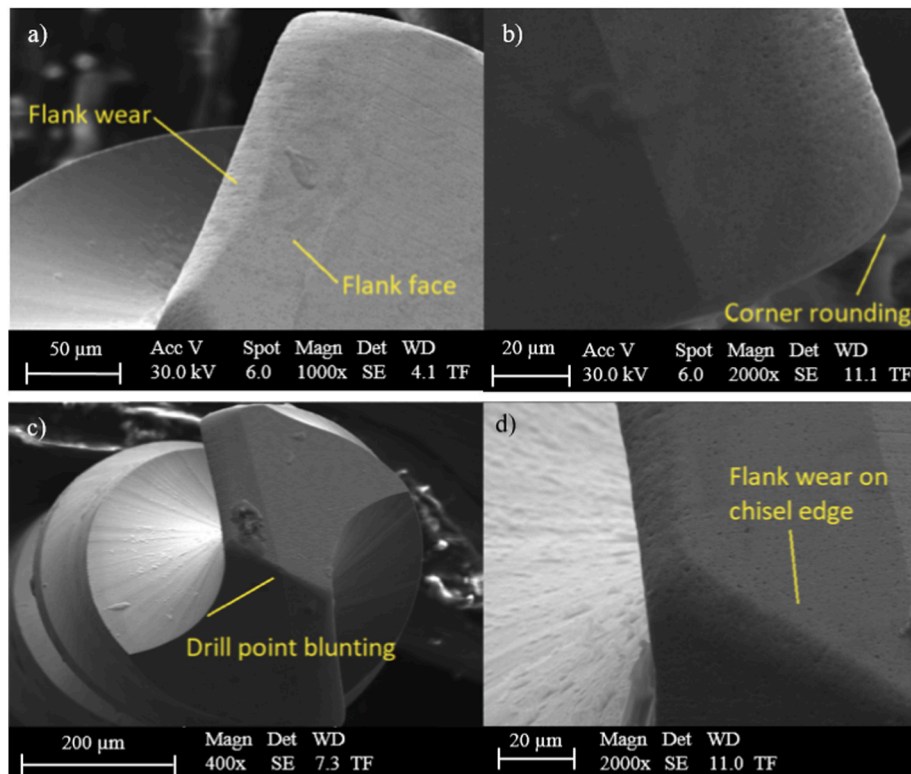 a)
Flank wear
Flank face
50 µm
Acc V Spot Magn Det WD
30.0 kV 6.0 1000x SE 4.1 TF
b)
Corner rounding
20 µm
Acc V Spot Magn Det WD
30.0 kV 6.0 2000x SE 11.1 TF
c)
Drill point blunting
200 µm
Magn Det WD
400x SE 7.3 TF
d)
Flank wear on
chisel edge
20 µm
Magn Det WD
2000x SE 11.0 TF